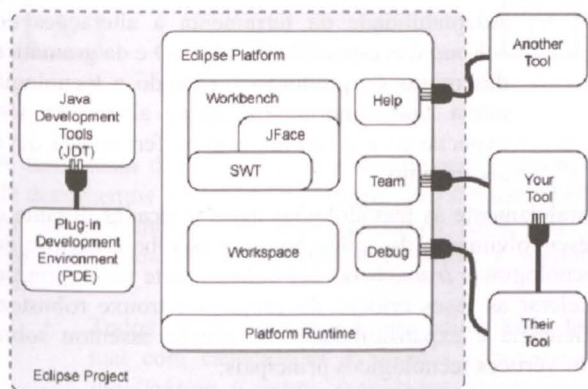 Eclipse Platform
Another
Tool
Java
Development
Tools
(JDT)
Workbench
JFace
SWT
Help
Team
Your
Tool
Plug-in
Development
Environment
(PDE)
Workspace
Debug
Platform Runtime
Their
Tool
Eclipse Project